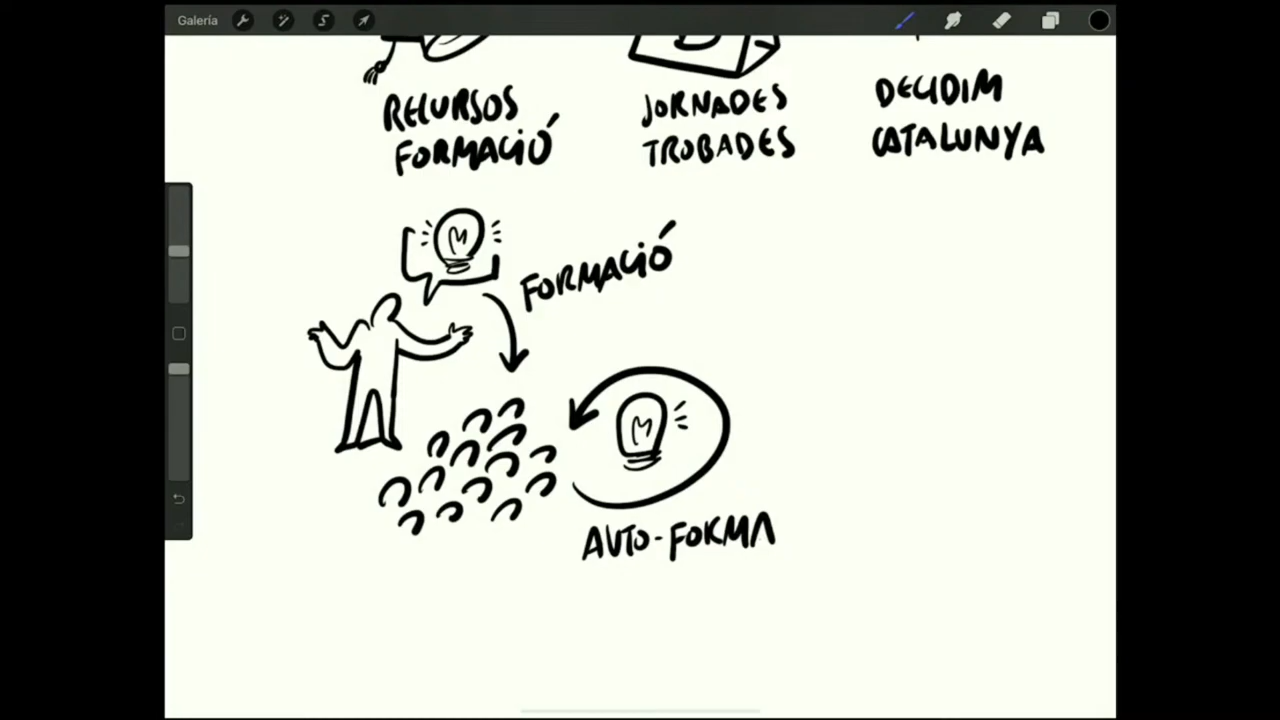 Galería
RECURSOS
FORMACIÓ
JORNADES
TROBADES
DECIDIM
CATALUNYA
FORMACIÓ
AUTO-FORMA